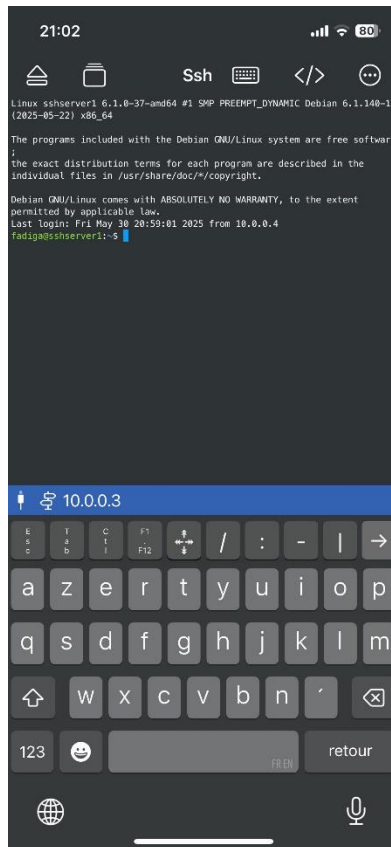 21:02
80
Ssh
</>
Linux sshserver1 6.1.0-37-amd64 #1 SMP PREEMPT_DYNAMIC Debian 6.1.140-1
(2025-05-22) x86_64
The programs included with the Debian GNU/Linux system are free softwar
;
the exact distribution terms for each program are described in the
individual files in /usr/share/doc/*/copyright.
Debian GNU/Linux comes with ABSOLUTELY NO WARRANTY, to the extent
permitted by applicable law.
Last login: Fri May 30 20:59:01 2025 from 10.0.0.4
fadiga@sshserver1:~$
10.0.0.3
Esc Tab Ctl F1 . F12 / : - | →
a z e r t y u i o p
q s d f g h j k l m
w x c v b n ´
123 FR EN retour